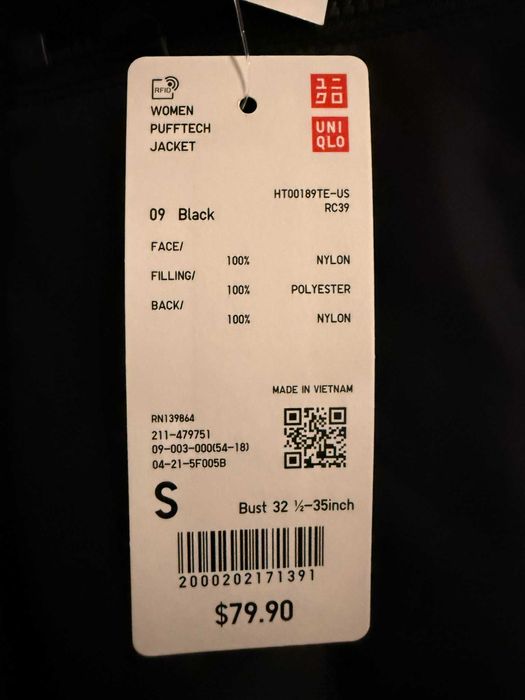 RFID
WOMEN
PUFFTECH
JACKET
ユニ
クロ
UNI
QLO
HT00189TE-US
RC39
09 Black
FACE/
100% NYLON
FILLING/
100% POLYESTER
BACK/
100% NYLON
MADE IN VIETNAM
RN139864
211-479751
09-003-000(54-18)
04-21-5F005B
S
Bust 32 ½-35inch
2000202171391
$79.90